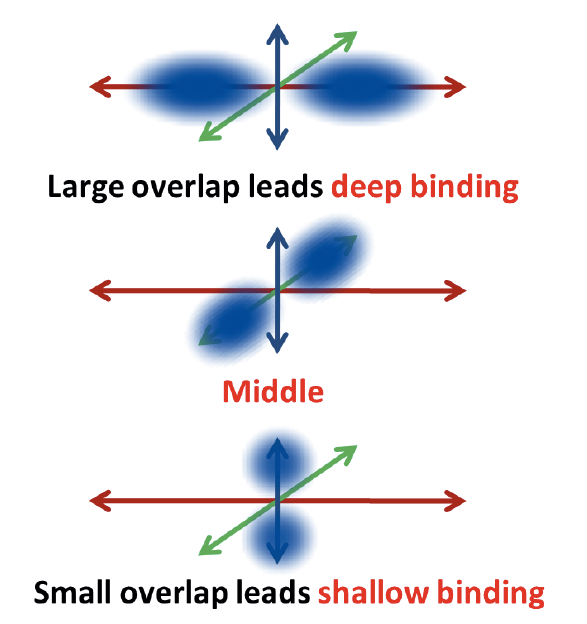 Large overlap leads deep binding
Middle
Small overlap leads shallow binding